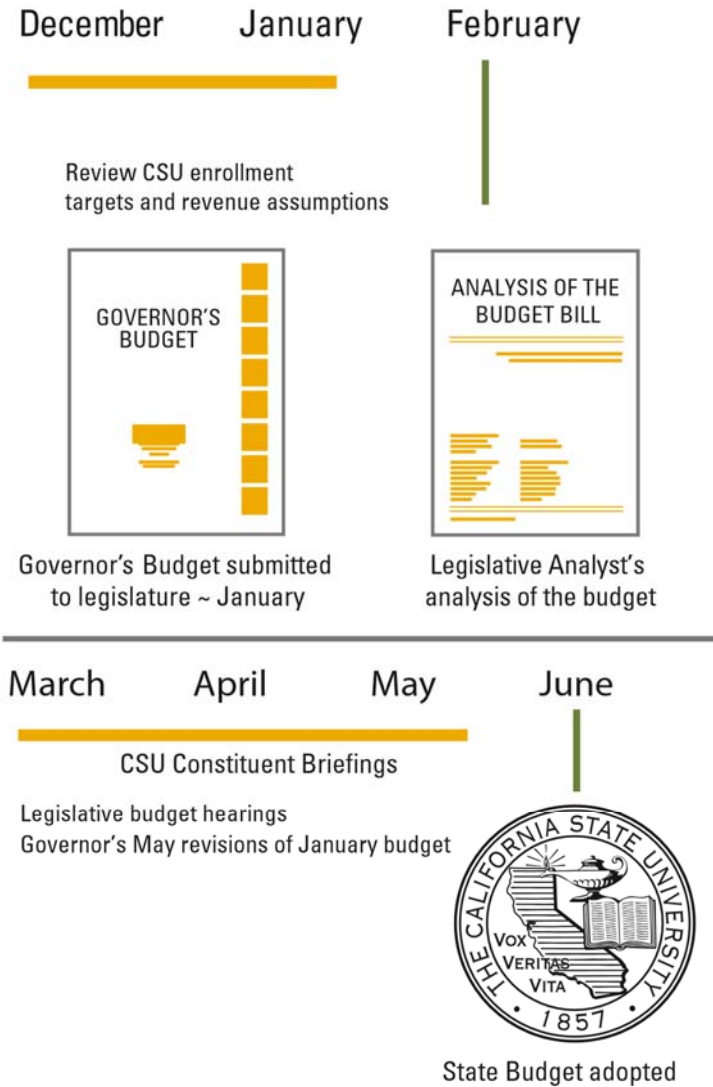 December January February
Review CSU enrollment
targets and revenue assumptions
GOVERNOR'S
BUDGET
Governor's Budget submitted
to legislature ~ January
ANALYSIS OF THE
BUDGET BILL
Legislative Analyst's
analysis of the budget
March April May June
CSU Constituent Briefings
Legislative budget hearings
Governor's May revisions of January budget
THE CALIFORNIA STATE UNIVERSITY
VOX
VERITAS
VITA
• 1857 •
State Budget adopted